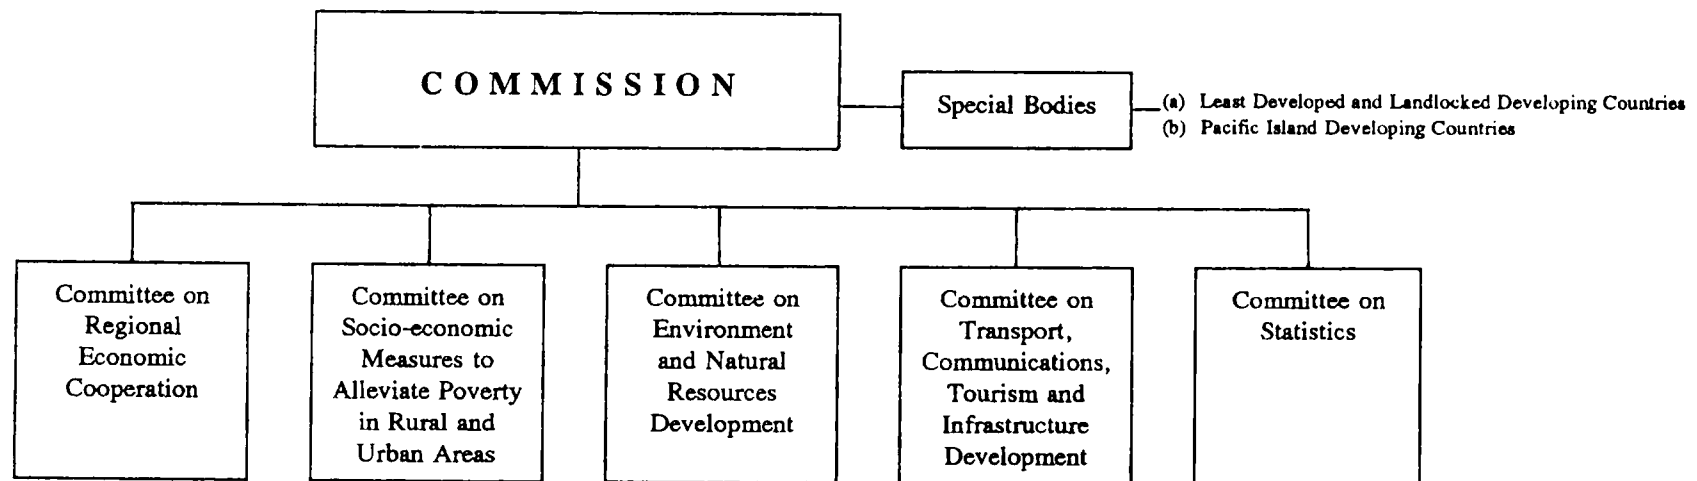 COMMISSION
Special Bodies
(a) Least Developed and Landlocked Developing Countries
(b) Pacific Island Developing Countries
Committee on
Regional
Economic
Cooperation
Committee on
Socio-economic
Measures to
Alleviate Poverty
in Rural and
Urban Areas
Committee on
Environment
and Natural
Resources
Development
Committee on
Transport,
Communications,
Tourism and
Infrastructure
Development
Committee on
Statistics